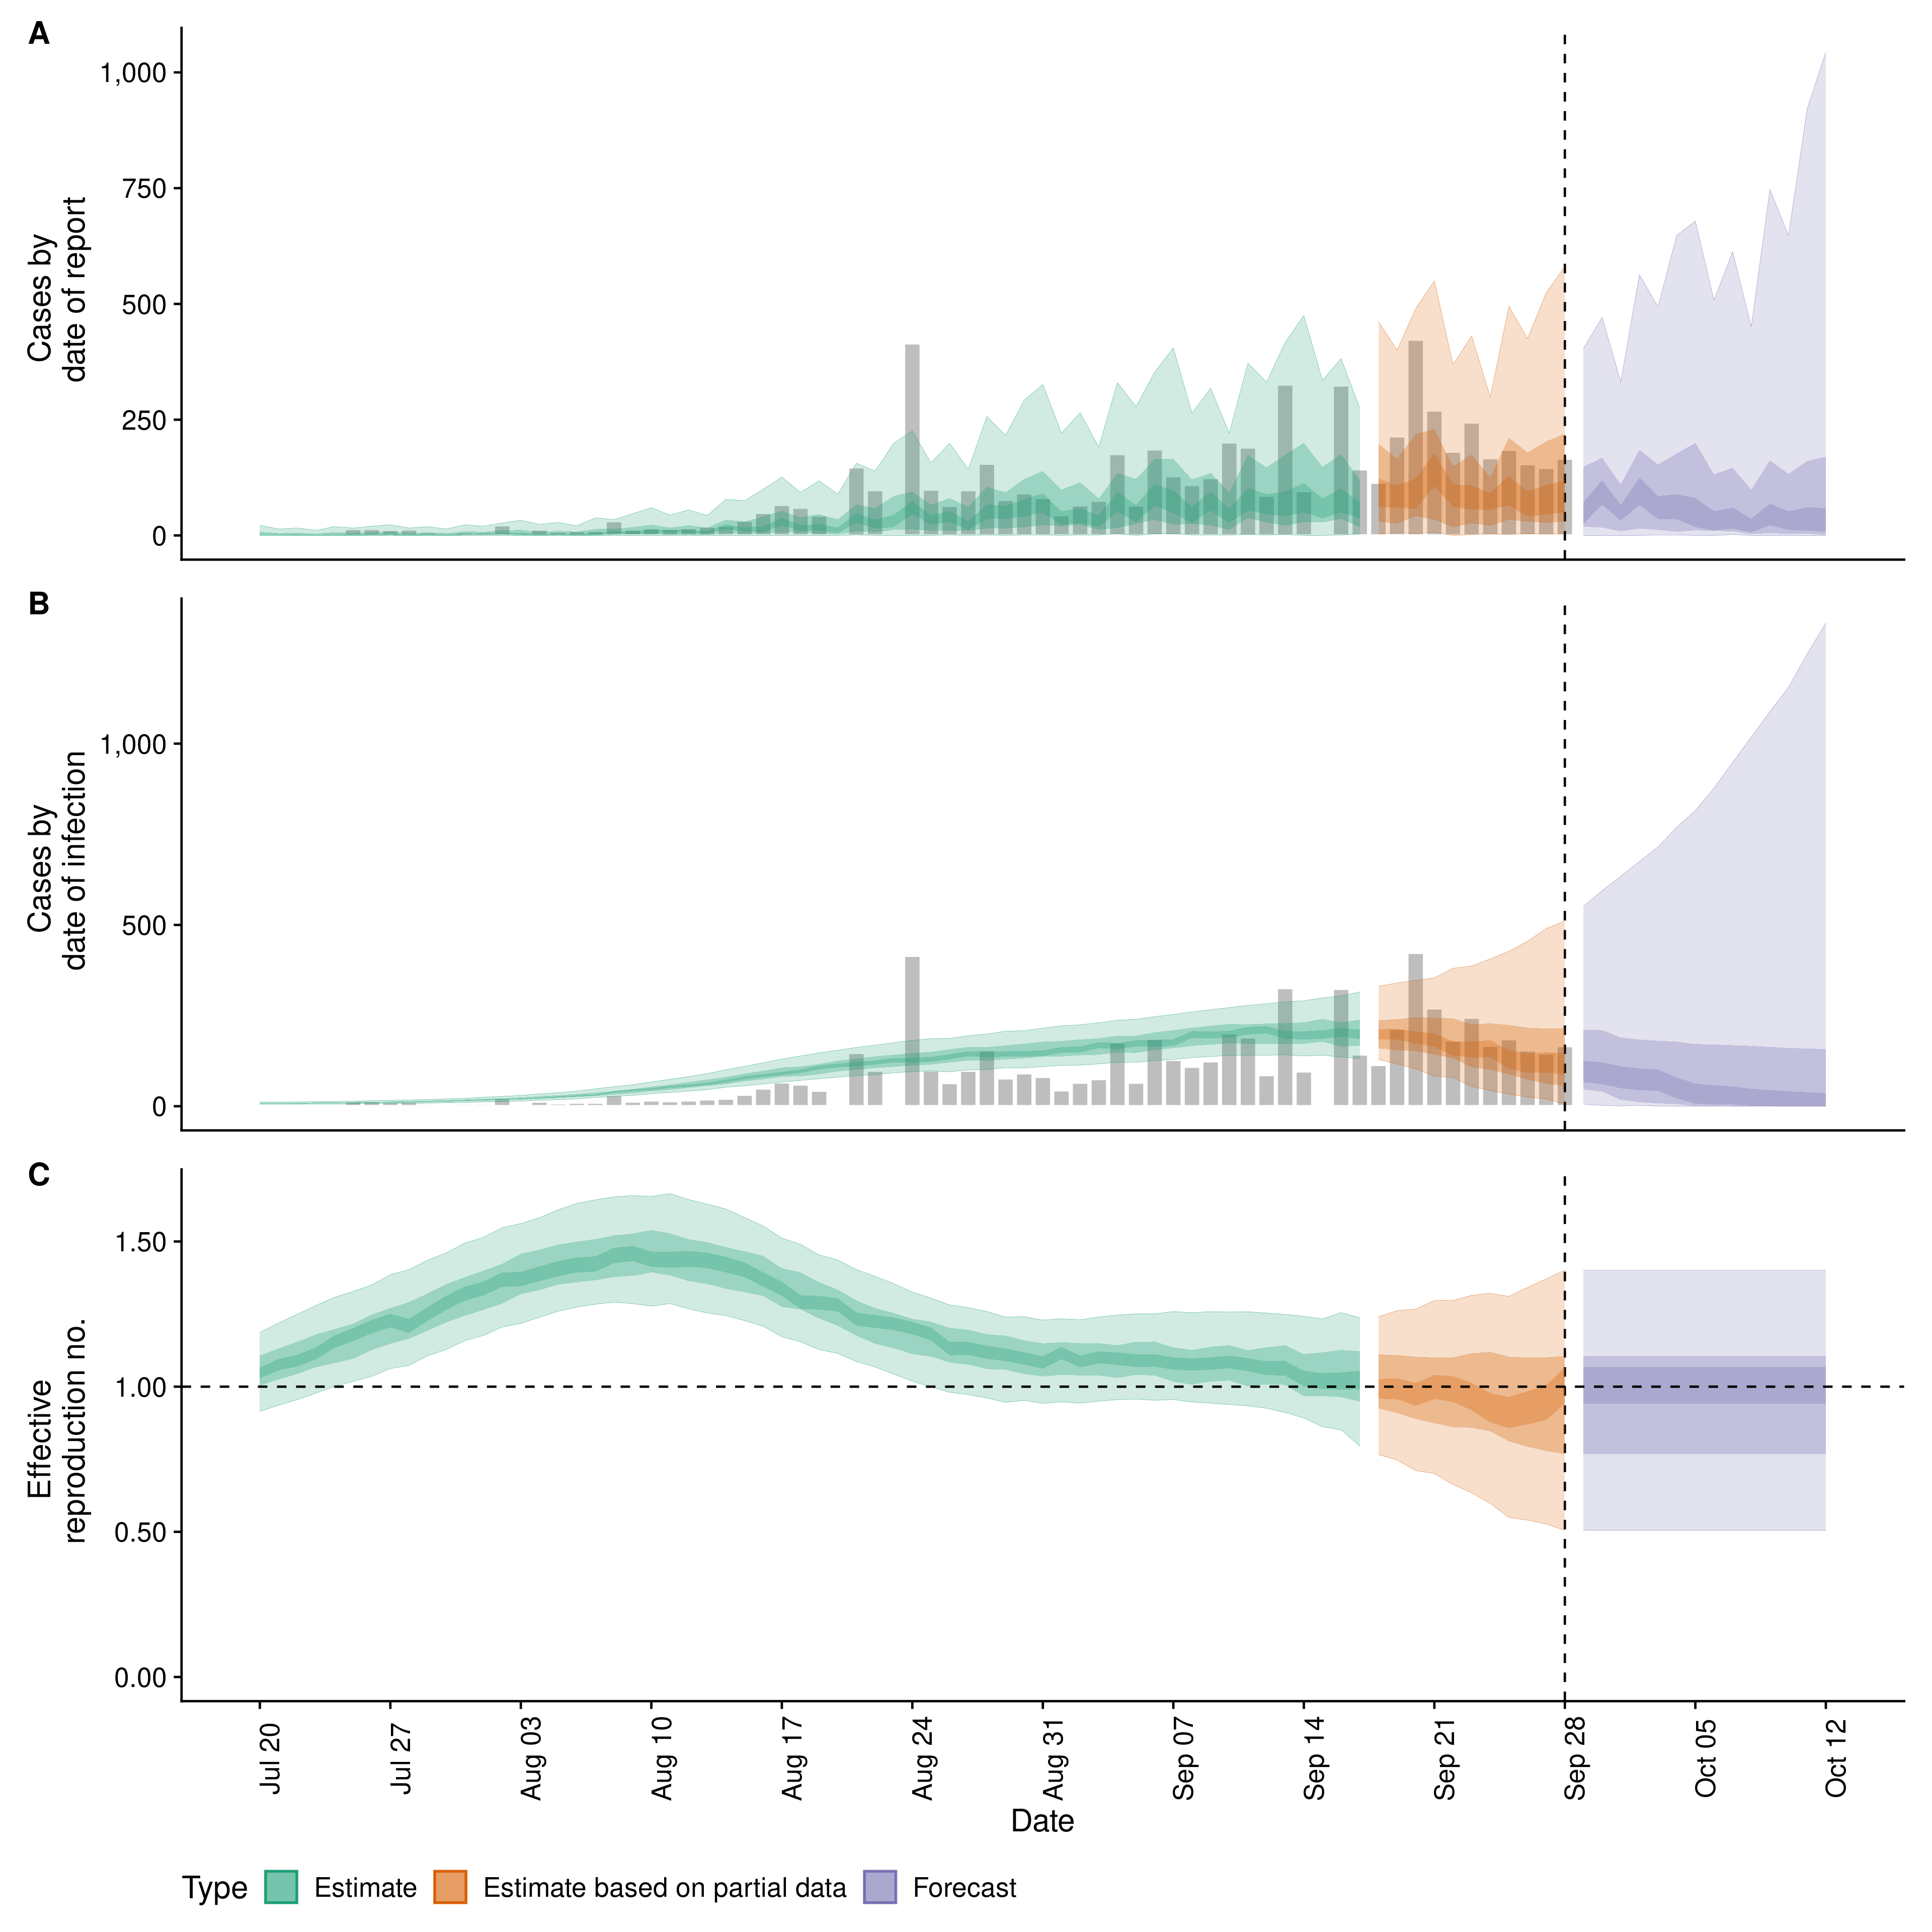 A
Cases by
date of report
1,000
750
500
250
0
B
Cases by
date of infection
1,000
500
0
C
Effective
reproduction no.
1.50
1.00
0.50
0.00
Jul 20
Jul 27
Aug 03
Aug 10
Aug 17
Aug 24
Aug 31
Sep 07
Sep 14
Sep 21
Sep 28
Oct 05
Oct 12
Date
Type Estimate Estimate based on partial data Forecast